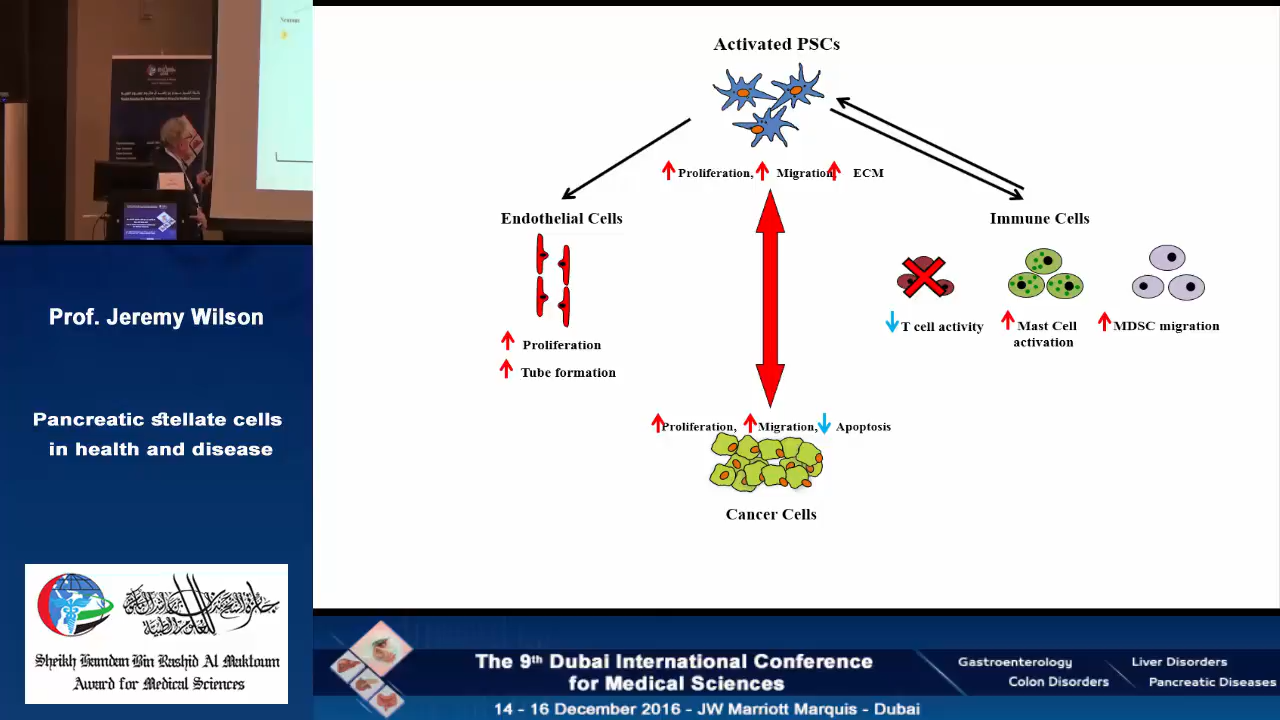 Activated PSCs
Proliferation, Migration, ECM
Endothelial Cells
Immune Cells
T cell activity
Mast Cell
activation
MDSC migration
Proliferation
Tube formation
Proliferation, Migration, Apoptosis
Cancer Cells
Prof. Jeremy Wilson
Pancreatic stellate cells
in health and disease
Sheikh Hamdan Bin Rashid Al Maktoum
Award for Medical Sciences
The 9th Dubai International Conference
for Medical Sciences
14 - 16 December 2016 - JW Marriott Marquis - Dubai
Gastroenterology
Liver Disorders
Colon Disorders
Pancreatic Diseases